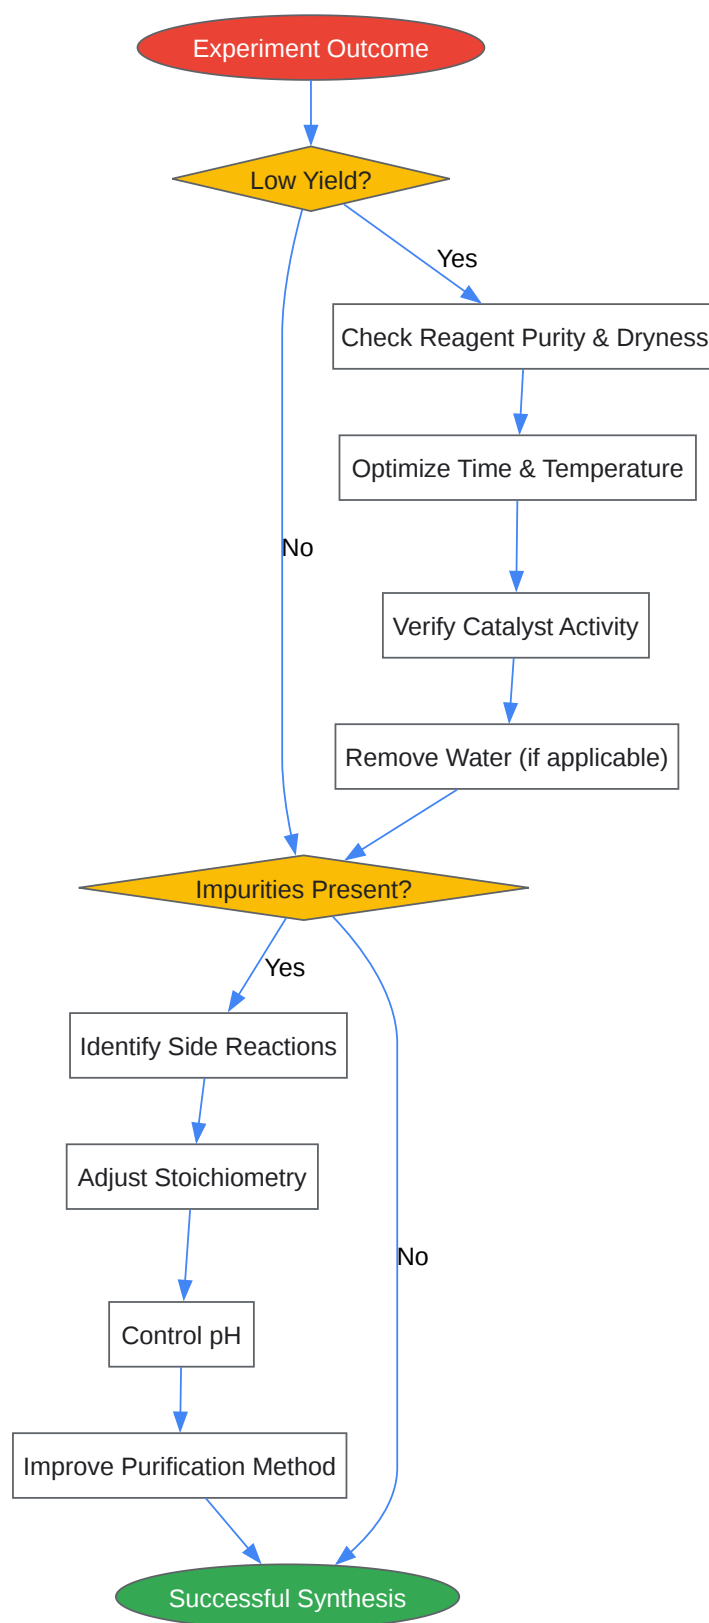 Experiment Outcome
Low Yield?
Yes
Check Reagent Purity & Dryness
Optimize Time & Temperature
No
Verify Catalyst Activity
Remove Water (if applicable)
Impurities Present?
Yes
Identify Side Reactions
Adjust Stoichiometry
No
Control pH
Improve Purification Method
Successful Synthesis